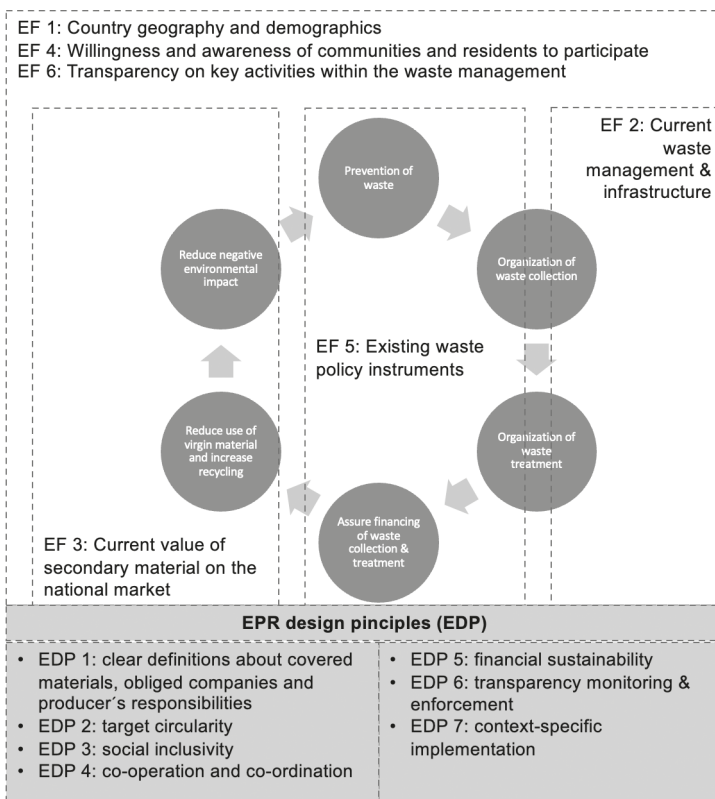 EF 1: Country geography and demographics
EF 4: Willingness and awareness of communities and residents to participate
EF 6: Transparency on key activities within the waste management
EF 2: Current
waste
management &
infrastructure
Prevention of
waste
Organization of
waste collection
Reduce negative
environmental
impact
EF 5: Existing waste
policy instruments
Organization of
waste
treatment
Reduce use of
virgin material
and increase
recycling
Assure financing
of waste
collection &
treatment
EF 3: Current value of
secondary material on the
national market
EPR design pinciples (EDP)
• EDP 1: clear definitions about covered
materials, obliged companies and
producer´s responsibilities
• EDP 2: target circularity
• EDP 3: social inclusivity
• EDP 4: co-operation and co-ordination
• EDP 5: financial sustainability
• EDP 6: transparency monitoring &
enforcement
• EDP 7: context-specific
implementation